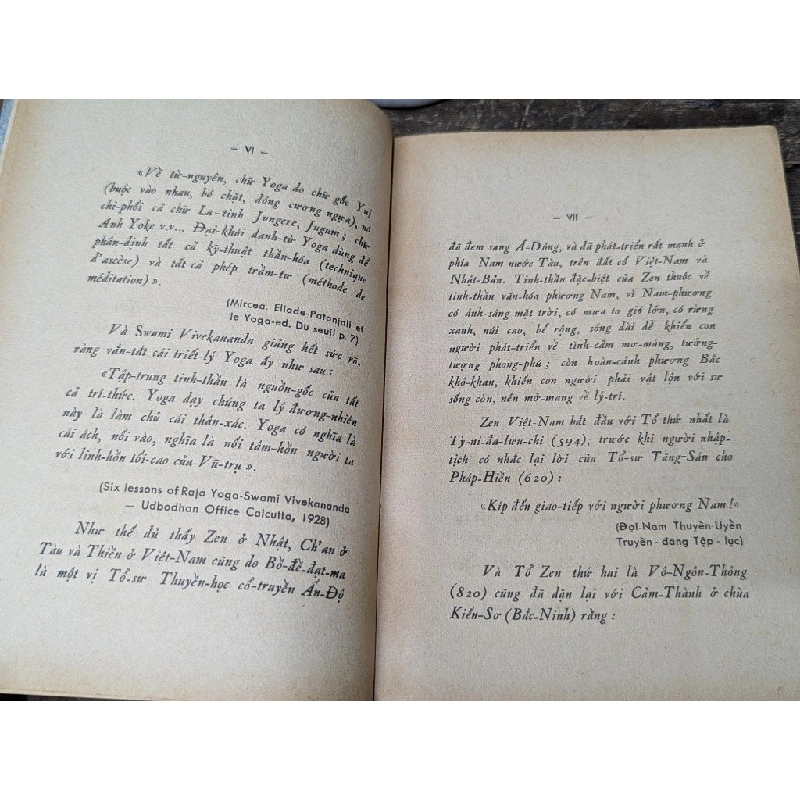 — VI —
«Về từ-nguyên, chữ Yoga do chữ gốc Yuj
(buộc vào nhau, bó chặt, đóng cương ngựa), nó
chi-phối cả chữ La-tinh Jungere, Jugum; chữ
Anh Yoke v.v... Đại-khái danh-từ Yoga dùng để
phân-định tất cả kỹ-thuật thần-hóa (technique
d'ascèse) và tất cả phép trầm-tư (méthode de
méditation)».
(Mircea. Eliade-Patanjali et
le Yoga-ed. Du seuil p. 7)
Và Swami Vivekananda giảng hết sức rõ
ràng vắn-tắt cái triết lý Yoga ấy như sau :
«Tập-trung tinh-thần là nguồn-gốc của tất
cả tri-thức. Yoga dạy chúng ta lý đương-nhiên
này là làm chủ cái thân-xác. Yoga có nghĩa là
cái ách, nối vào, nghĩa là nối tâm-hồn người ta
với linh-hồn tối-cao của Vũ-trụ».
(Six lessons of Raja Yoga-Swami Vivekananda
— Udbodhan Office Calcutta, 1928)
Như thế đủ thấy Zen ở Nhật, Ch'an ở
Tàu và Thiền ở Việt-Nam cũng do Bồ-đề-đạt-ma
là một vị Tổ-sư Thuyền-học cổ-truyền Ấn-Độ
— VII —
đã đem sang Á-Đông, và đã phát-triển rất mạnh ở
phía Nam nước Tàu, trên đất cổ Việt-Nam và
Nhật-Bản. Tinh-thần đặc-biệt của Zen thuộc về
tinh-thần văn-hóa phương Nam, vì Nam-phương
có ánh-sáng mặt trời, có mưa to gió lớn, có rừng
xanh, núi cao, bể rộng, sông dài dễ khiến con
người phát-triển về tình-cảm mơ-màng, tưởng-
tượng phong-phú ; còn hoàn-cảnh phương Bắc
khó-khăn, khiến con người phải vật lộn với sự
sống còn, nên mở-mang về lý-trí.
Zen Việt-Nam bắt đầu với Tổ thứ nhất là
Tỳ-ni-đa-lưu-chi (594), trước khi người nhập-
tịch có nhắc lại lời của Tổ-sư Tăng-Sán cho
Pháp-Hiền (620) :
«Kíp đến giao-tiếp với người phương Nam!»
(Đại-Nam Thuyền-Uyển
Truyền-đăng Tập-lục)
Và Tổ Zen thứ hai là Vô-Ngôn-Thông
(820) cũng đã dặn lại với Cảm-Thành ở chùa
Kiến-Sơ (Bắc-Ninh) rằng :